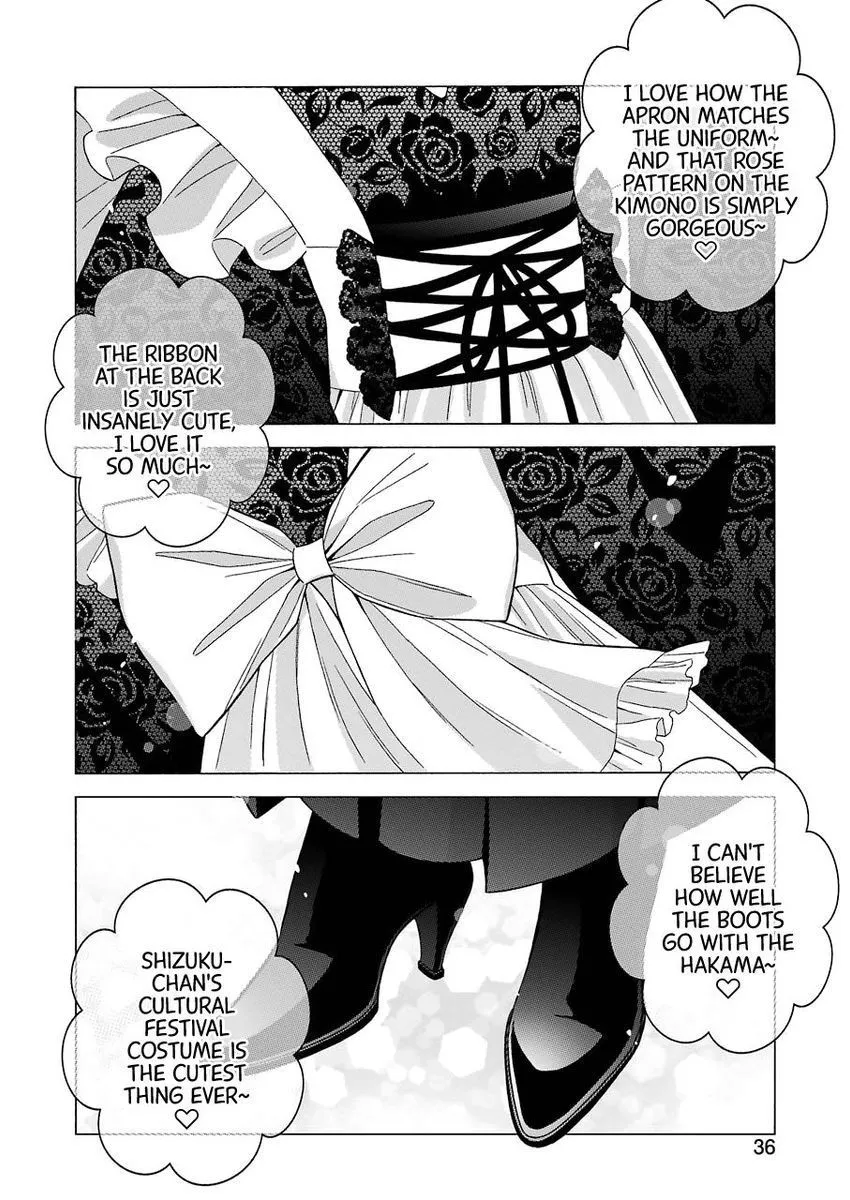 I LOVE HOW THE
APRON MATCHES
THE UNIFORM~
AND THAT ROSE
PATTERN ON THE
KIMONO IS SIMPLY
GORGEOUS~
♡
THE RIBBON
AT THE BACK
IS JUST
INSANELY CUTE,
I LOVE IT
SO MUCH~
♡
I CAN'T
BELIEVE
HOW WELL
THE BOOTS
GO WITH THE
HAKAMA~
♡
SHIZUKU-
CHAN'S
CULTURAL
FESTIVAL
COSTUME IS
THE CUTEST
THING EVER~
♡
36